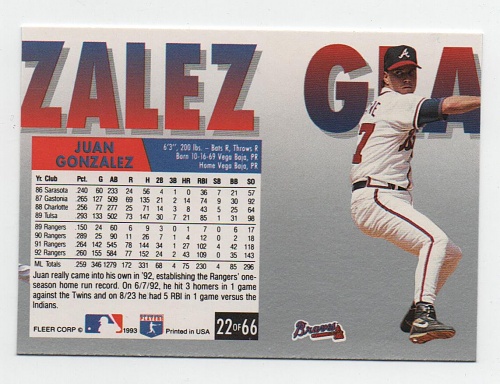 ZALEZ
GLA
JUAN
GONZALEZ
6'3", 200 lbs. – Bats R, Throws R
Born 10-16-69 Vega Baja, PR
Home Vega Baja, PR
Yr. Club Pct. G AB R H 2B 3B HR RBI SB BB SO
86 Sarasota .240 60 233 24 56 4 1 0 36 7 21 57
87 Gastonia .265 127 509 69 135 21 2 14 74 9 30 92
88 Charlotte .256 77 277 25 71 14 3 8 43 5 25 64
89 Tulsa .293 133 502 73 147 30 7 21 85 1 31 98
89 Rangers .150 24 60 6 9 3 0 1 7 0 6 17
90 Rangers .289 25 90 11 26 7 1 4 12 0 2 18
91 Rangers .264 142 545 78 144 34 1 27 102 4 42 118
92 Rangers .260 155 584 77 152 24 2 43 109 0 35 143
ML Totals .259 346 1279 172 331 68 4 75 230 4 85 296
Juan really came into his own in '92, establishing the Rangers' one-
season home run record. On 6/7/92, he hit 3 homers in 1 game
against the Twins and on 8/23 he had 5 RBI in 1 game versus the
Indians.
FLEER CORP © 1993 PLAYERS Printed in USA 22 OF 66
Braves
A
7